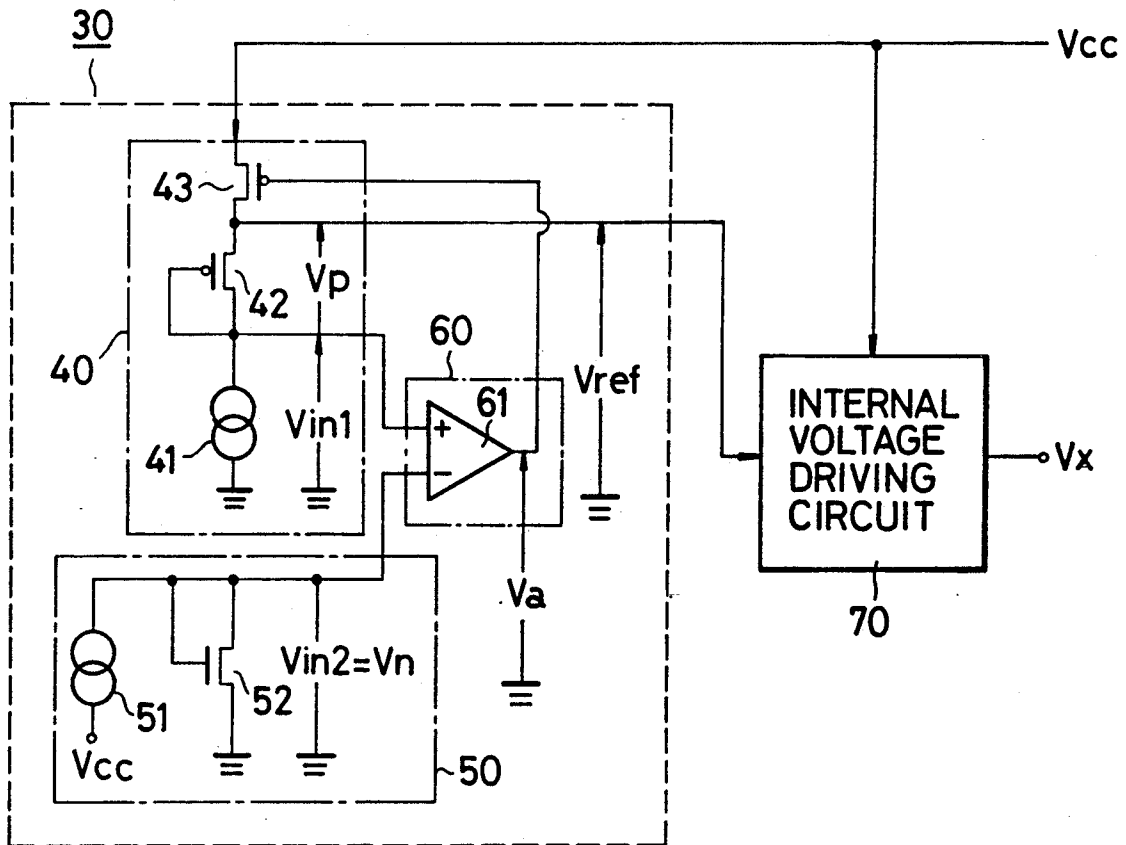 30
Vcc
43
42
Vp
40
60
Vref
61
Vin1
41
+
−
INTERNAL
VOLTAGE
DRIVING
CIRCUIT
Vx
70
Va
Vin2=Vn
52
51
Vcc
50